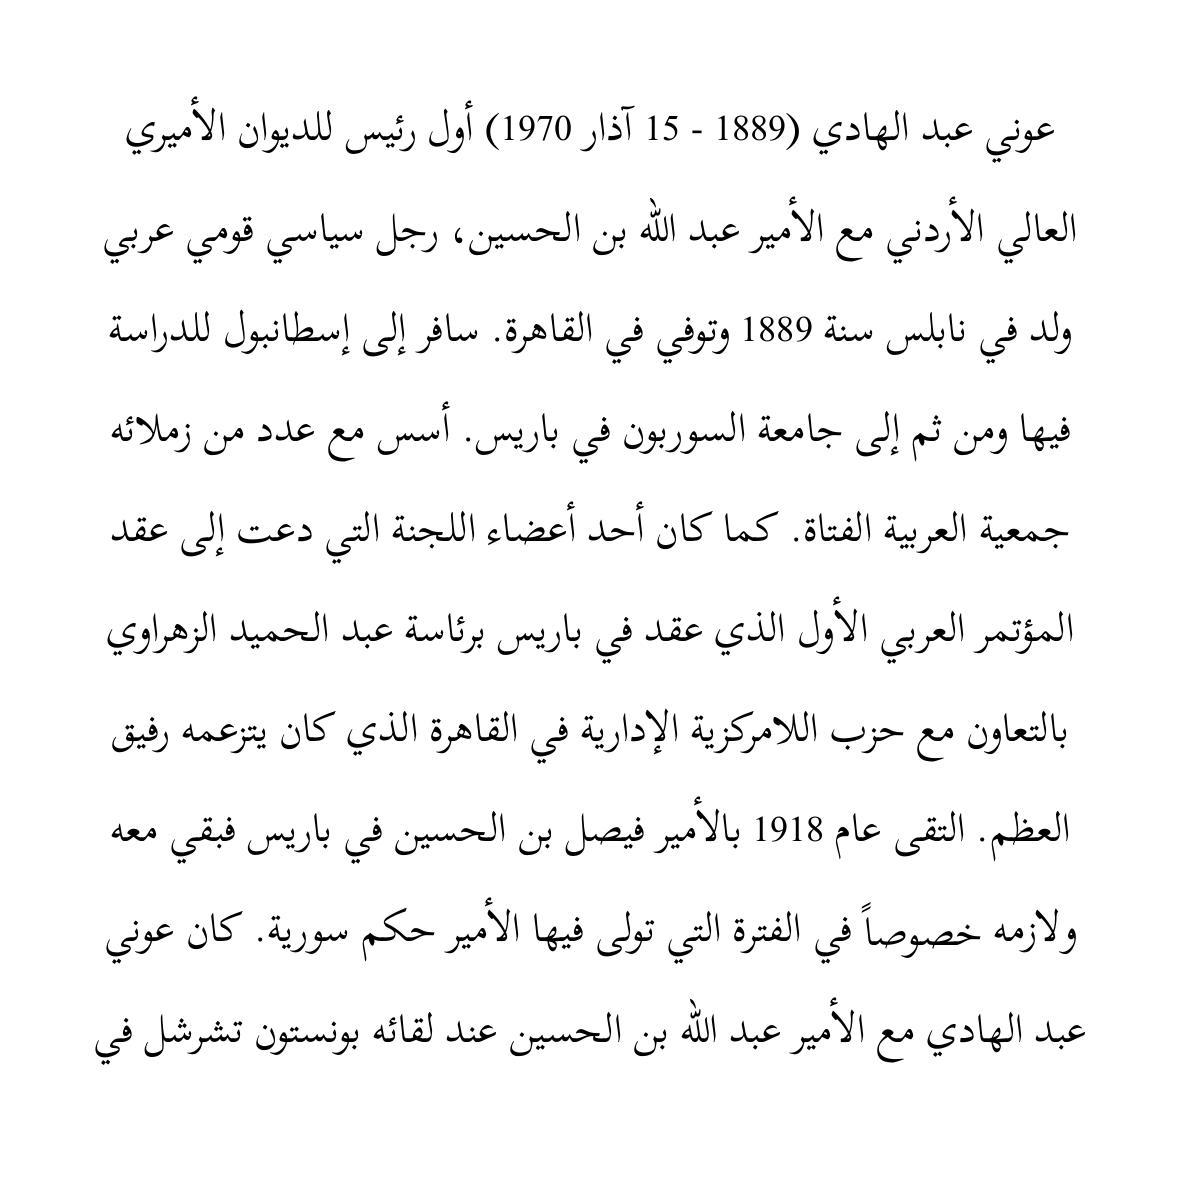 عوني عبد الهادي (1889 - 15 آذار 1970) أول رئيس للديوان الأميري
العالي الأردني مع الأمير عبد الله بن الحسين، رجل سياسي قومي عربي
ولد في نابلس سنة 1889 وتوفي في القاهرة. سافر إلى إسطانبول للدراسة
فيها ومن ثم إلى جامعة السوربون في باريس. أسس مع عدد من زملائه
جمعية العربية الفتاة. كما كان أحد أعضاء اللجنة التي دعت إلى عقد
المؤتمر العربي الأول الذي عقد في باريس برئاسة عبد الحميد الزهراوي
بالتعاون مع حزب اللامركزية الإدارية في القاهرة الذي كان يتزعمه رفيق
العظم. التقى عام 1918 بالأمير فيصل بن الحسين في باريس فبقي معه
ولازمه خصوصاً في الفترة التي تولى فيها الأمير حكم سورية. كان عوني
عبد الهادي مع الأمير عبد الله بن الحسين عند لقائه بونستون تشرشل في